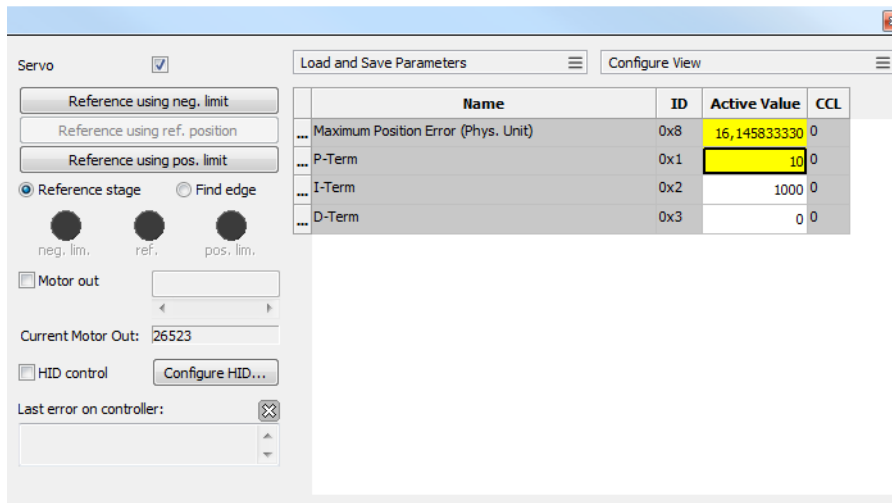 Servo
Load and Save Parameters
Configure View
Reference using neg. limit
Reference using ref. position
Reference using pos. limit
Reference stage Find edge
neg. lim. ref. pos. lim.
Motor out
Current Motor Out: 26523
HID control Configure HID...
Last error on controller:
Name ID Active Value CCL
... Maximum Position Error (Phys. Unit) 0x8 16,145833330 0
... P-Term 0x1 10 0
... I-Term 0x2 1000 0
... D-Term 0x3 0 0